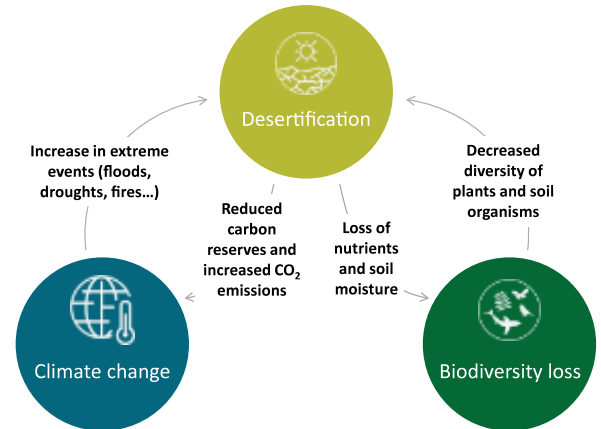 Desertification
Increase in extreme
events (floods,
droughts, fires...)
Decreased
diversity of
plants and soil
organisms
Reduced
carbon
reserves and
increased CO₂
emissions
Loss of
nutrients
and soil
moisture
Climate change
Biodiversity loss